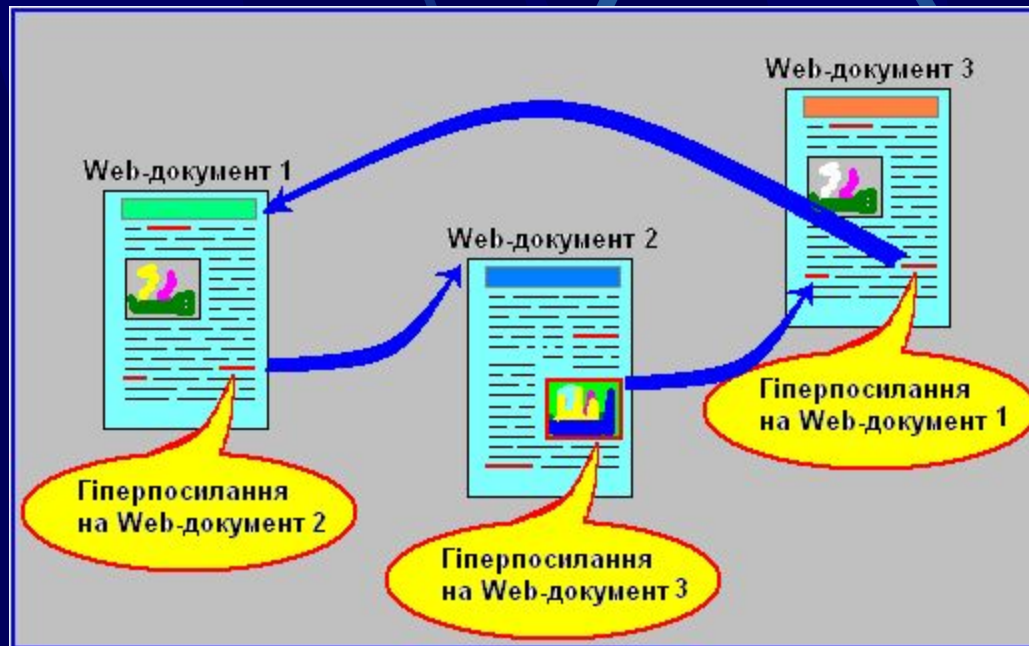 Web-документ 3
Web-документ 1
Web-документ 2
Гіперпосилання
на Web-документ 1
Гіперпосилання
на Web-документ 2
Гіперпосилання
на Web-документ 3